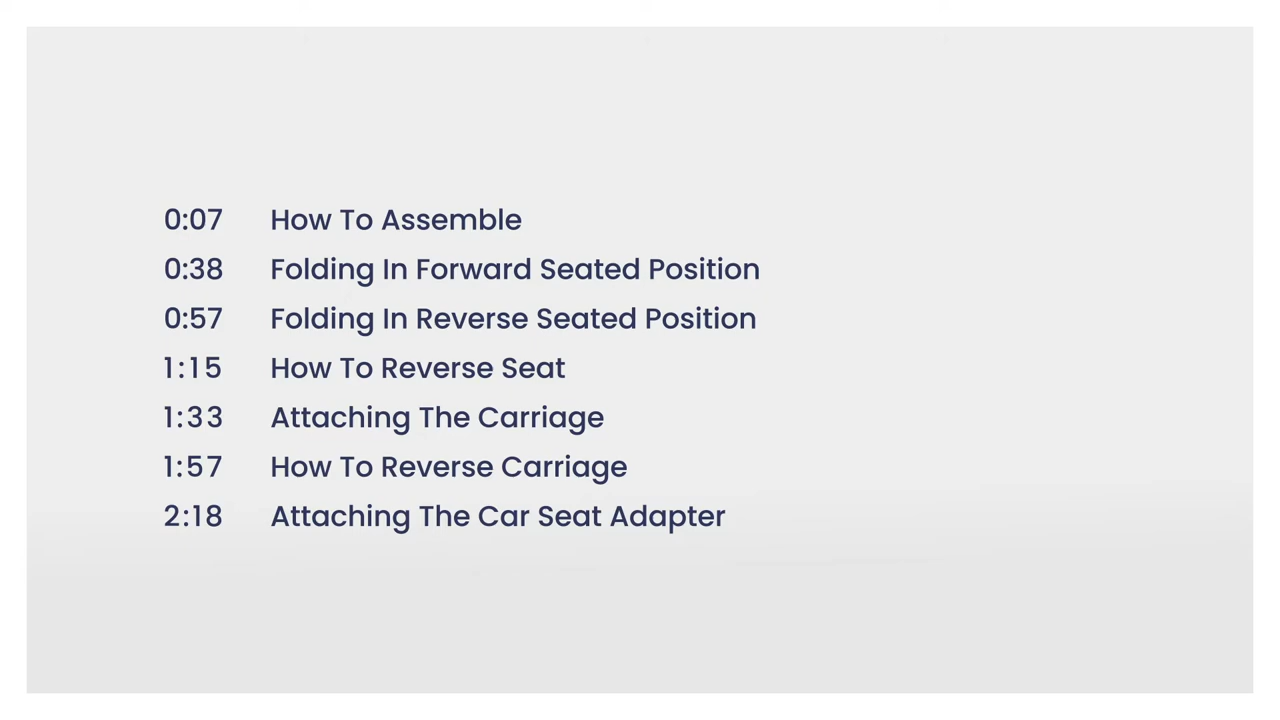 0:07 How To Assemble
0:38 Folding In Forward Seated Position
0:57 Folding In Reverse Seated Position
1:15 How To Reverse Seat
1:33 Attaching The Carriage
1:57 How To Reverse Carriage
2:18 Attaching The Car Seat Adapter